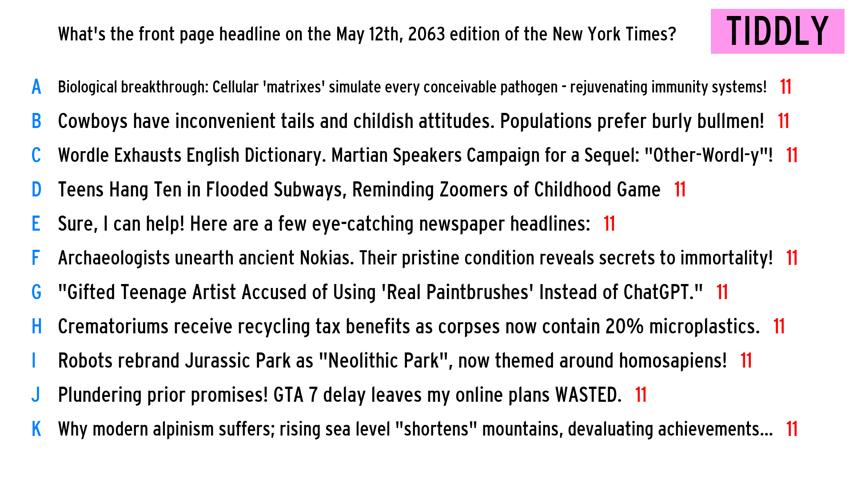 What's the front page headline on the May 12th, 2063 edition of the New York Times?
TIDDLY
A Biological breakthrough: Cellular 'matrixes' simulate every conceivable pathogen - rejuvenating immunity systems! 11
B Cowboys have inconvenient tails and childish attitudes. Populations prefer burly bullmen! 11
C Wordle Exhausts English Dictionary. Martian Speakers Campaign for a Sequel: "Other-Wordl-y"! 11
D Teens Hang Ten in Flooded Subways, Reminding Zoomers of Childhood Game 11
E Sure, I can help! Here are a few eye-catching newspaper headlines: 11
F Archaeologists unearth ancient Nokias. Their pristine condition reveals secrets to immortality! 11
G "Gifted Teenage Artist Accused of Using 'Real Paintbrushes' Instead of ChatGPT." 11
H Crematoriums receive recycling tax benefits as corpses now contain 20% microplastics. 11
I Robots rebrand Jurassic Park as "Neolithic Park", now themed around homosapiens! 11
J Plundering prior promises! GTA 7 delay leaves my online plans WASTED. 11
K Why modern alpinism suffers; rising sea level "shortens" mountains, devaluating achievements... 11